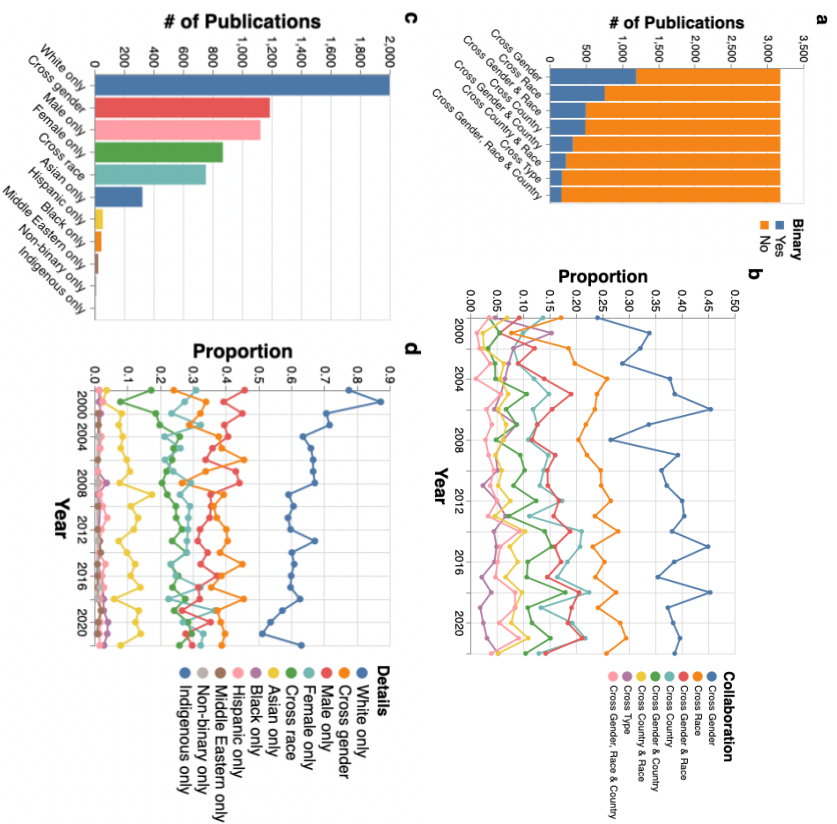 a
# of Publications
3,500
3,000
2,500
2,000
1,500
1,000
500
0
Cross Gender
Cross Race
Cross Gender & Race
Cross Country
Cross Gender & Country
Cross Country & Race
Cross Type
Cross Gender, Race & Country
Binary
Yes
No
b
Proportion
0.50
0.45
0.40
0.35
0.30
0.25
0.20
0.15
0.10
0.05
0.00
2000
2004
2008
2012
2016
2020
Year
Collaboration
Cross Gender
Cross Race
Cross Gender & Race
Cross Country
Cross Gender & Country
Cross Country & Race
Cross Type
Cross Gender, Race & Country
c
# of Publications
2,000
1,800
1,600
1,400
1,200
1,000
800
600
400
200
0
White only
Cross gender
Male only
Female only
Cross race
Asian only
Hispanic only
Black only
Middle Eastern only
Non-binary only
Indigenous only
d
Proportion
0.9
0.8
0.7
0.6
0.5
0.4
0.3
0.2
0.1
0.0
2000
2004
2008
2012
2016
2020
Year
Details
White only
Cross gender
Male only
Female only
Cross race
Asian only
Black only
Hispanic only
Middle Eastern only
Non-binary only
Indigenous only